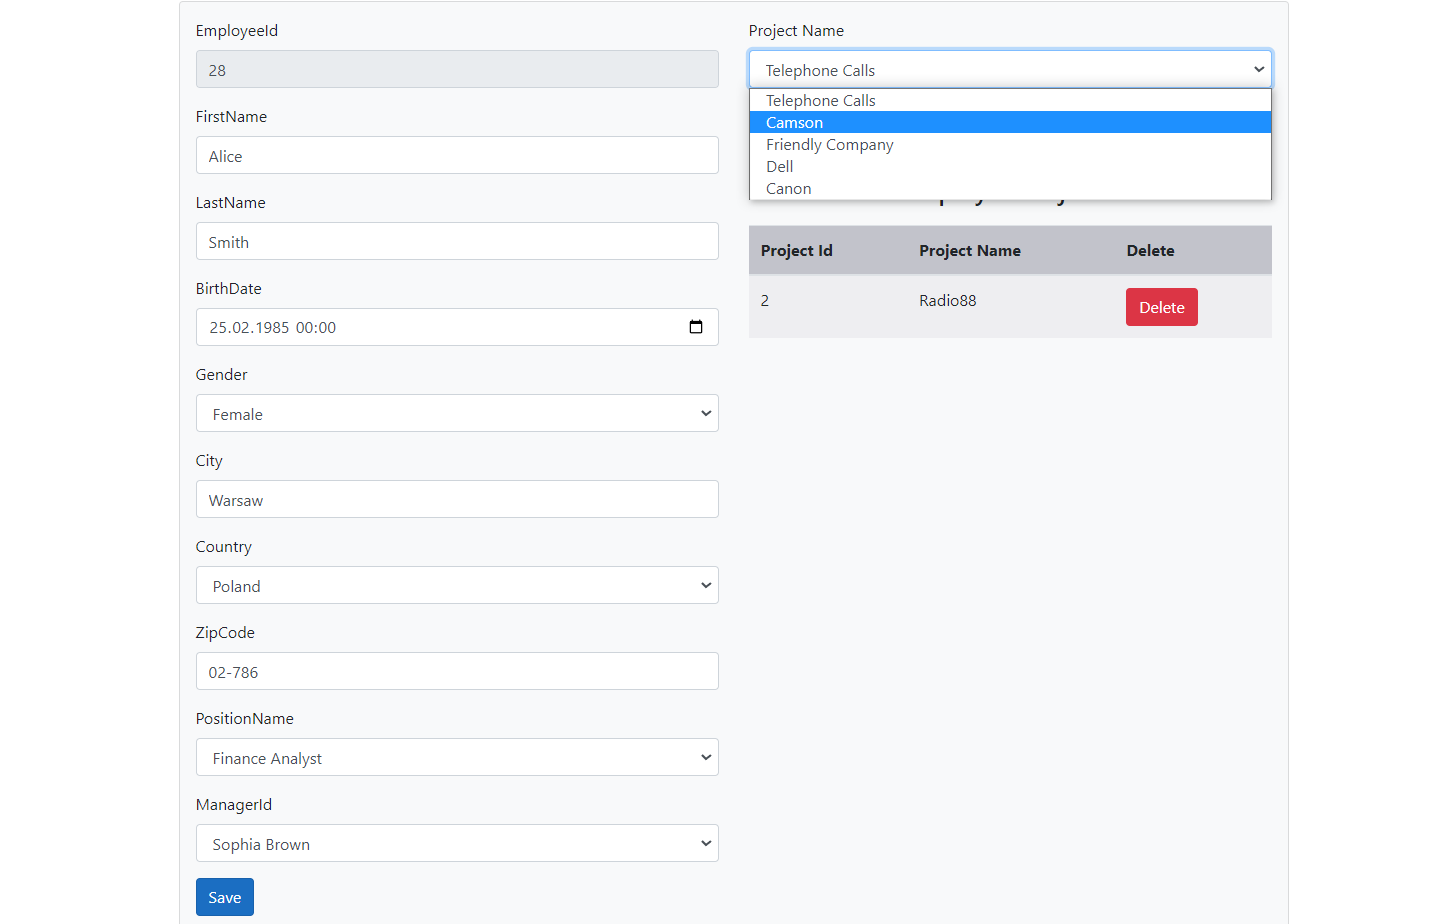 EmployeeId
28
FirstName
Alice
LastName
Smith
BirthDate
25.02.1985 00:00
Gender
Female
City
Warsaw
Country
Poland
ZipCode
02-786
PositionName
Finance Analyst
ManagerId
Sophia Brown
Save
Project Name
Telephone Calls
Telephone Calls
Camson
Friendly Company
Dell
Canon
Project Id Project Name Delete
2 Radio88 Delete